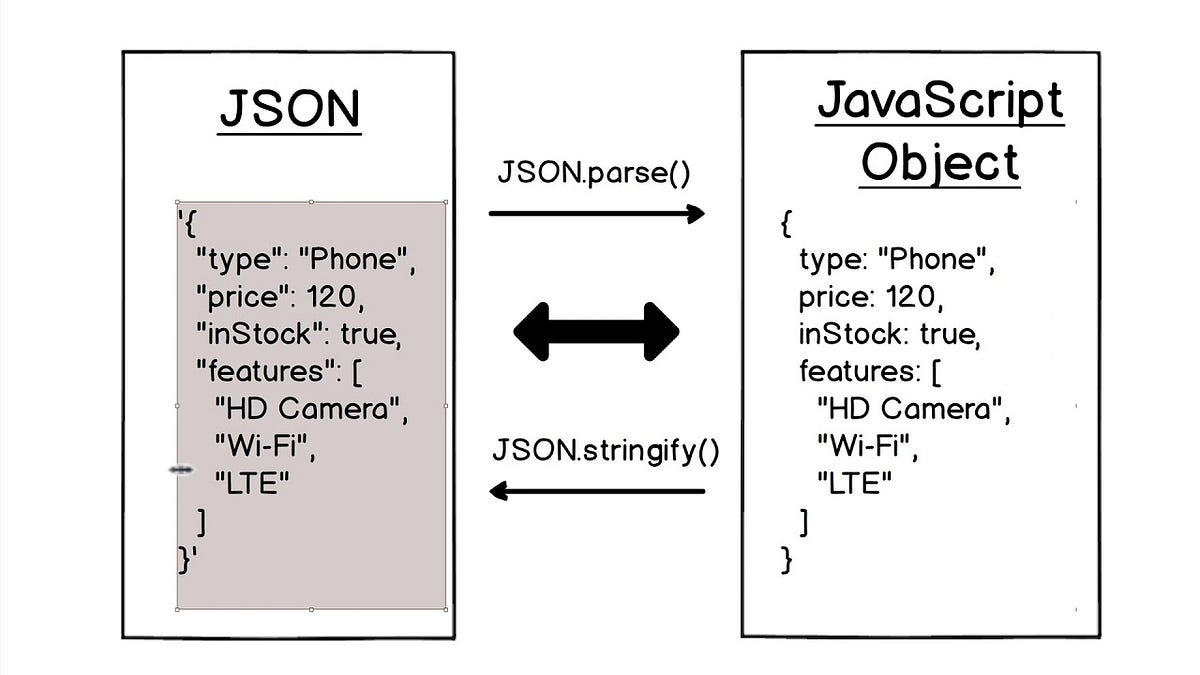 JSON
'{
"type": "Phone",
"price": 120,
"inStock": true,
"features": [
"HD Camera",
"Wi-Fi",
"LTE"
]
}'
JSON.parse()
JSON.stringify()
JavaScript
Object
{
type: "Phone",
price: 120,
inStock: true,
features: [
"HD Camera",
"Wi-Fi",
"LTE"
]
}